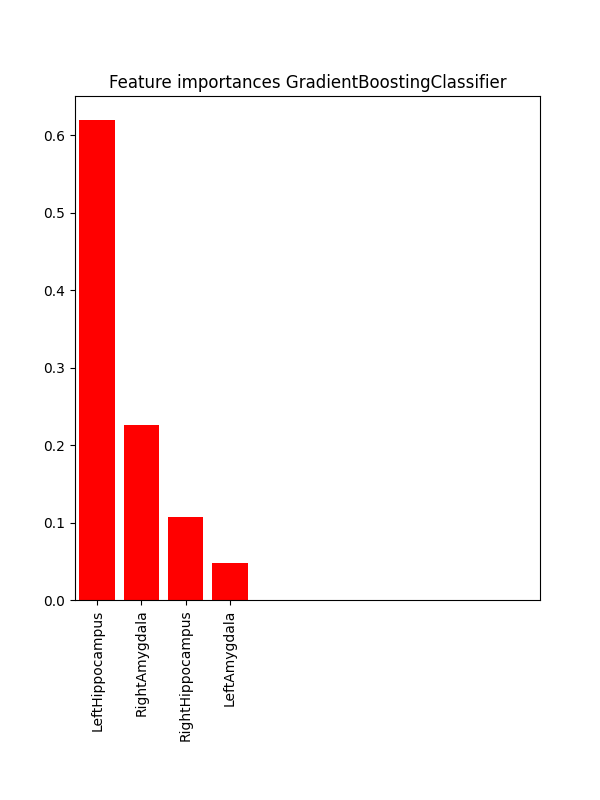 Feature importances GradientBoostingClassifier
0.6
0.5
0.4
0.3
0.2
0.1
0.0
LeftHippocampus
RightAmygdala
RightHippocampus
LeftAmygdala